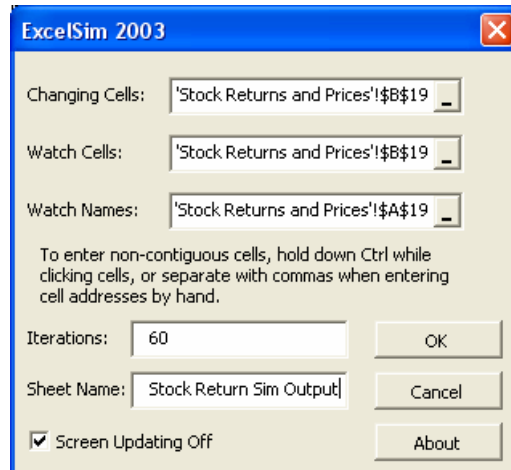 ExcelSim 2003
Changing Cells: 'Stock Returns and Prices'!$B$19
Watch Cells: 'Stock Returns and Prices'!$B$19
Watch Names: 'Stock Returns and Prices'!$A$19
To enter non-contiguous cells, hold down Ctrl while
clicking cells, or separate with commas when entering
cell addresses by hand.
Iterations: 60 OK
Sheet Name: Stock Return Sim Output Cancel
Screen Updating Off About